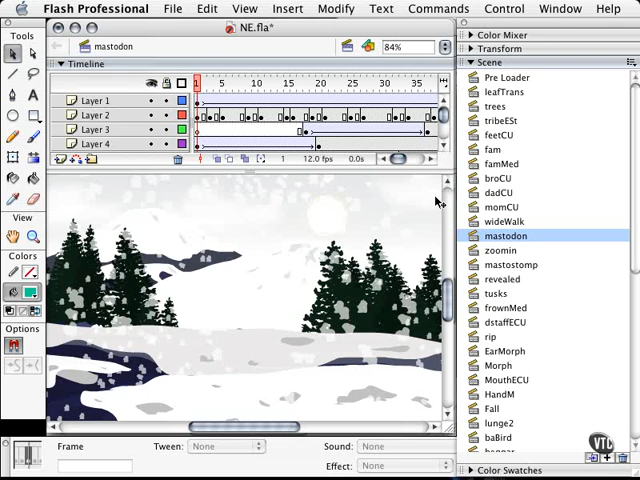 Flash Professional File Edit View Insert Modify Text Commands Control Window Help
Tools
NE.fla*
mastodon
84%
Timeline
5 10 15 20 25 30 35
Layer 1
Layer 2
Layer 3
Layer 4
1 12.0 fps 0.0s
View
Colors
Options
Frame
Tween: None
Sound: None
Effect: None
Color Mixer
Transform
Scene
Pre Loader
leafTrans
trees
tribeESt
feetCU
fam
famMed
broCU
dadCU
momCU
wideWalk
mastodon
zoomin
mastostomp
revealed
tusks
frownMed
dstaffECU
rip
EarMorph
Morph
MouthECU
HandM
Fall
lunge2
baBird
beggar
VTC
Color Swatches